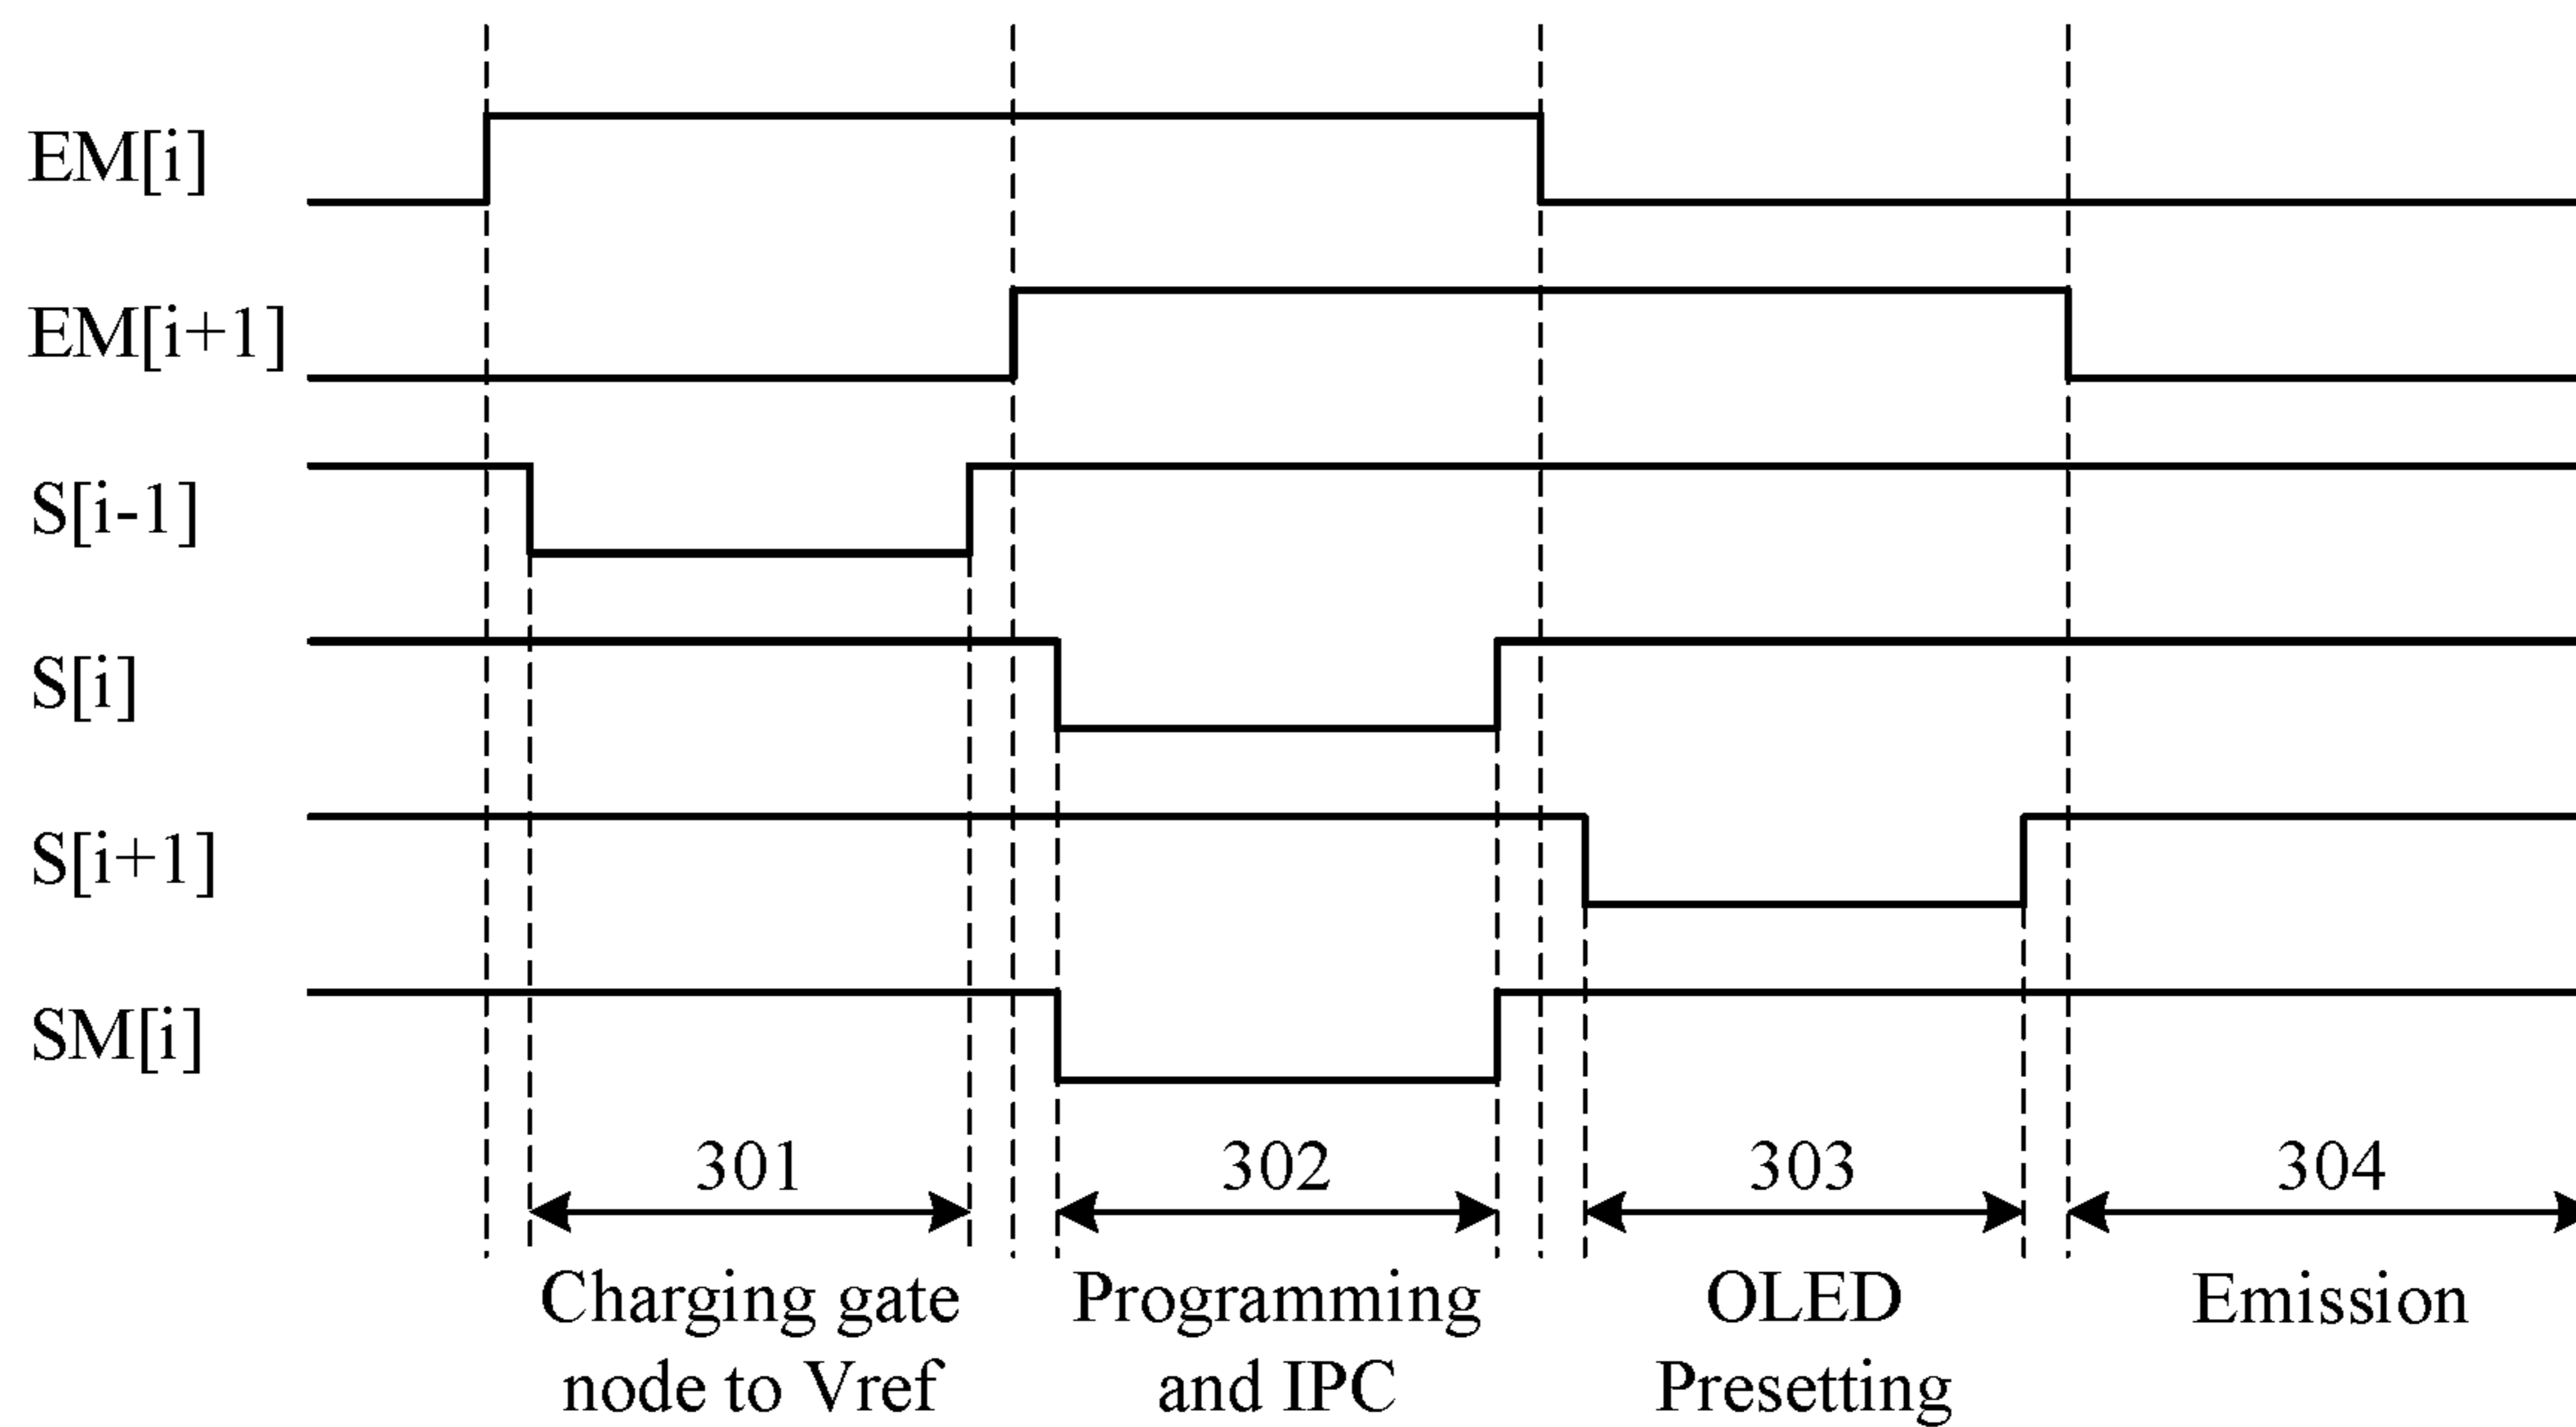 EM[i]
EM[i+1]
S[i-1]
S[i]
S[i+1]
SM[i]
301 302 303 304
Charging gate Programming OLED Emission
node to Vref and IPC Presetting